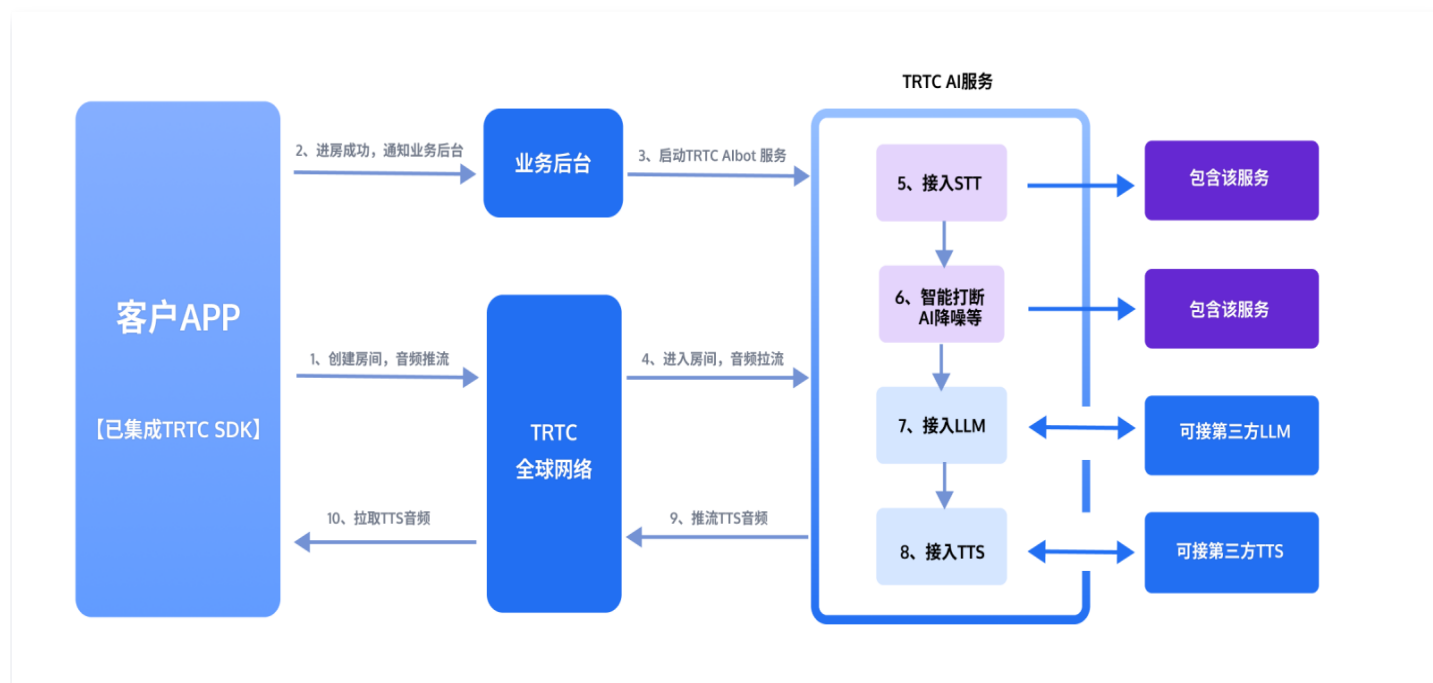 TRTC AI服务
2、进房成功，通知业务后台
业务后台
3、启动TRTC AIbot 服务
5、接入STT
包含该服务
客户APP
【已集成TRTC SDK】
6、智能打断
AI降噪等
包含该服务
1、创建房间，音频推流
4、进入房间，音频拉流
TRTC
全球网络
7、接入LLM
可接第三方LLM
10、拉取TTS音频
9、推流TTS音频
8、接入TTS
可接第三方TTS